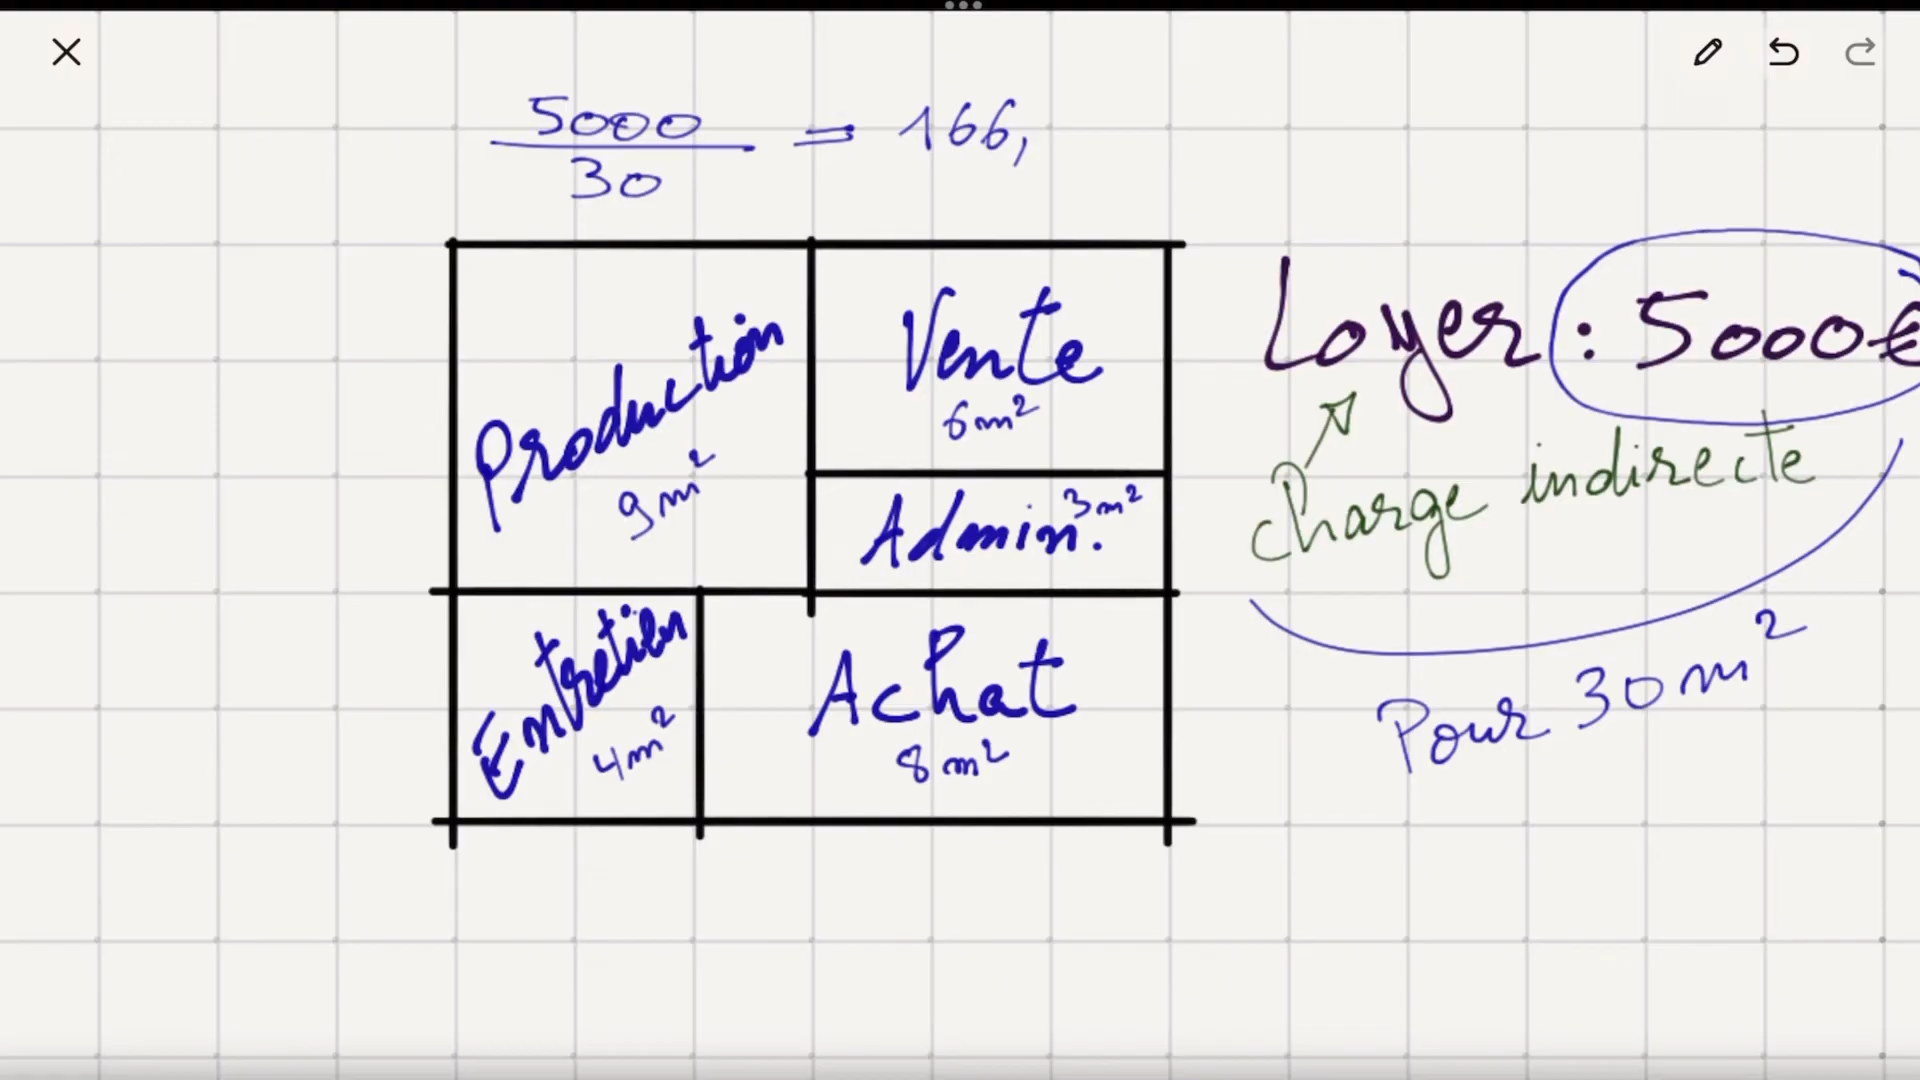 5000
30
= 166,
Production
9m²
Vente
6m²
Admin. 3m²
Entretien
4m²
Achat
8m²
Loyer : 5000€
charge indirecte
Pour 30m²